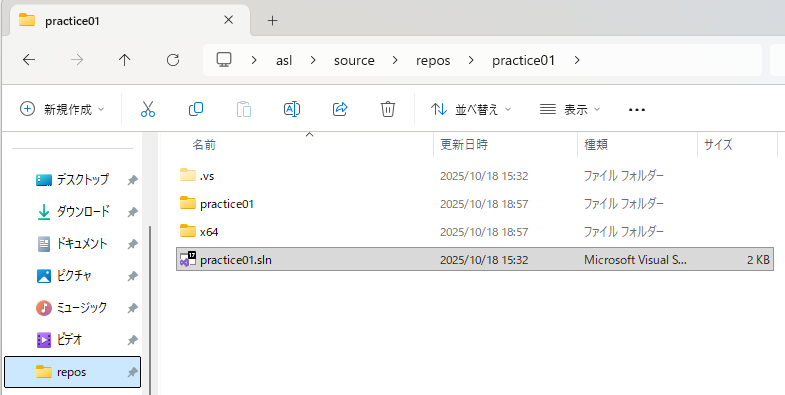 practice01
asl > source > repos > practice01 >
新規作成 並べ替え 表示 ...
名前 更新日時 種類 サイズ
デスクトップ
ダウンロード
ドキュメント
ピクチャ
ミュージック
ビデオ
repos
.vs 2025/10/18 15:32 ファイル フォルダー
practice01 2025/10/18 18:57 ファイル フォルダー
x64 2025/10/18 18:57 ファイル フォルダー
17 practice01.sln 2025/10/18 15:32 Microsoft Visual S... 2 KB